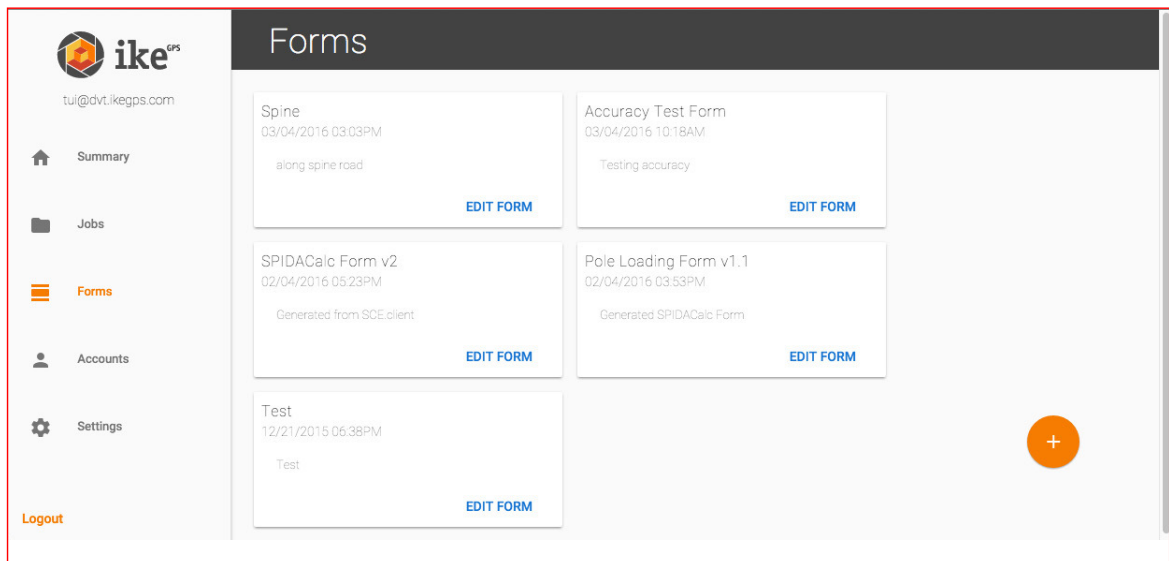 ike GPS
tui@dvt.ikegps.com
Summary
Jobs
Forms
Accounts
Settings
Logout
Forms
Spine
03/04/2016 03:03PM
along spine road
EDIT FORM
Accuracy Test Form
03/04/2016 10:18AM
Testing accuracy
EDIT FORM
SPIDACalc Form v2
02/04/2016 05:23PM
Generated from SCE.client
EDIT FORM
Pole Loading Form v1.1
02/04/2016 03:53PM
Generated SPIDACalc Form
EDIT FORM
Test
12/21/2015 06:38PM
Test
EDIT FORM
+